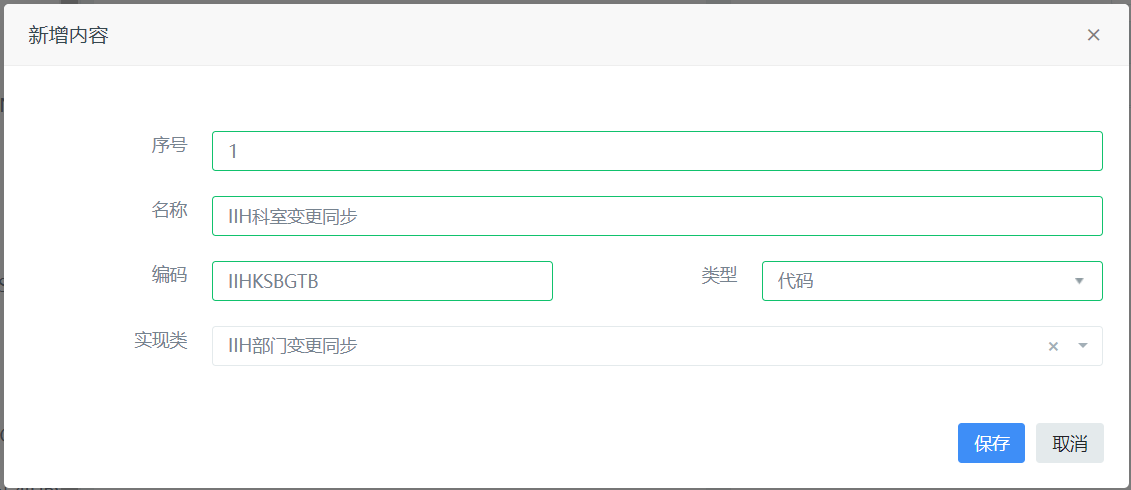 新增内容 ×
序号 1
名称 IIH科室变更同步
编码 IIHKSBGTB 类型 代码
实现类 IIH部门变更同步 ×
保存 取消